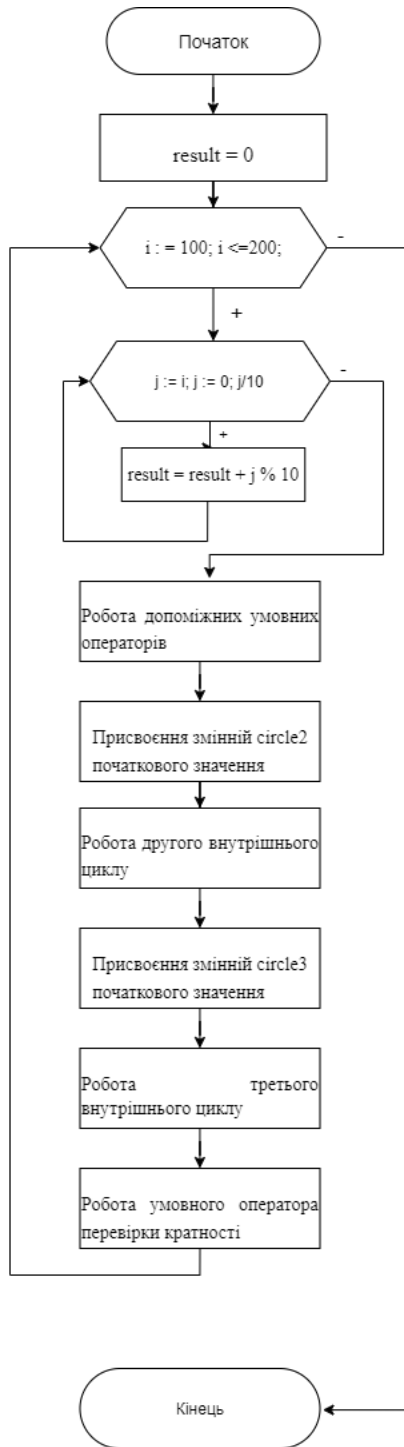 Початок
result = 0
i : = 100; i <=200;
-
+
j := i; j := 0; j/10
-
+
result = result + j % 10
Робота допоміжних умовних
операторів
Присвоєння змінній circle2
початкового значення
Робота другого внутрішнього
циклу
Присвоєння змінній circle3
початкового значення
Робота третього
внутрішнього циклу
Робота умовного оператора
перевірки кратності
Кінець